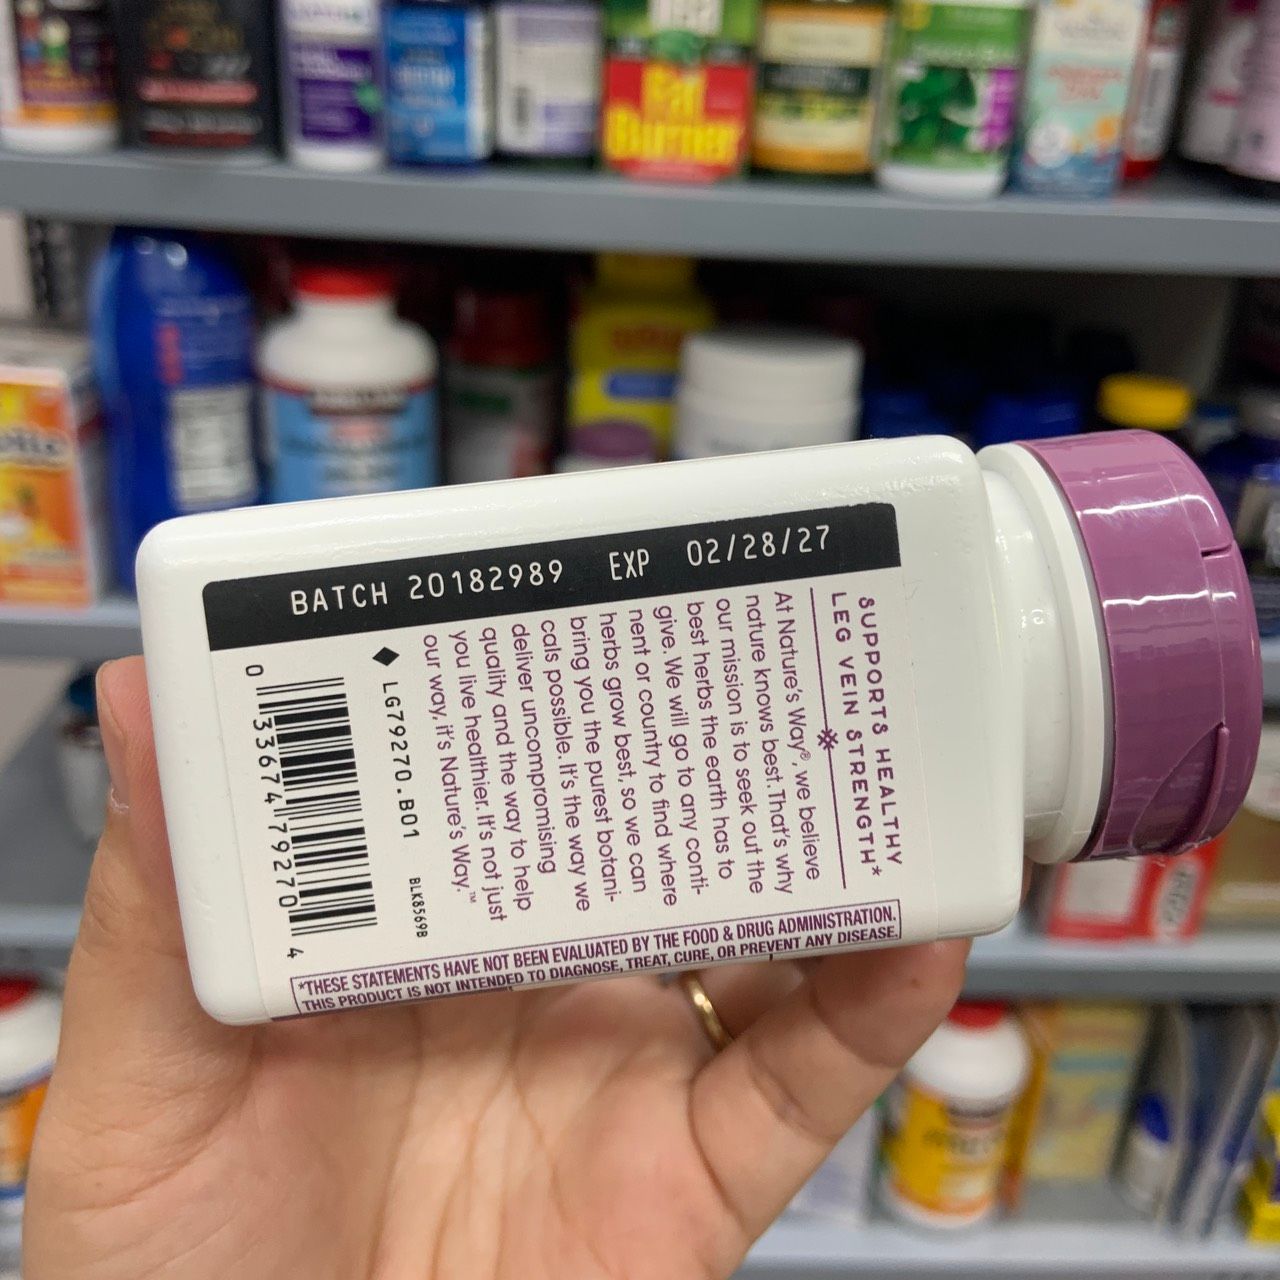 Fat
Burner
BATCH 20182989 EXP 02/28/27
SUPPORTS HEALTHY
LEG VEIN STRENGTH*
At Nature's Way®, we believe
nature knows best. That's why
our mission is to seek out the
best herbs the earth has to
give. We will go to any conti-
nent or country to find where
herbs grow best, so we can
bring you the purest botani-
cals possible. It's the way we
deliver uncompromising
quality and the way to help
you live healthier. It's not just
our way, it's Nature's Way.™
◆ LG79270.B01 BLK8569B
0 33674 79270 4
*THESE STATEMENTS HAVE NOT BEEN EVALUATED BY THE FOOD & DRUG ADMINISTRATION.
THIS PRODUCT IS NOT INTENDED TO DIAGNOSE, TREAT, CURE, OR PREVENT ANY DISEASE.